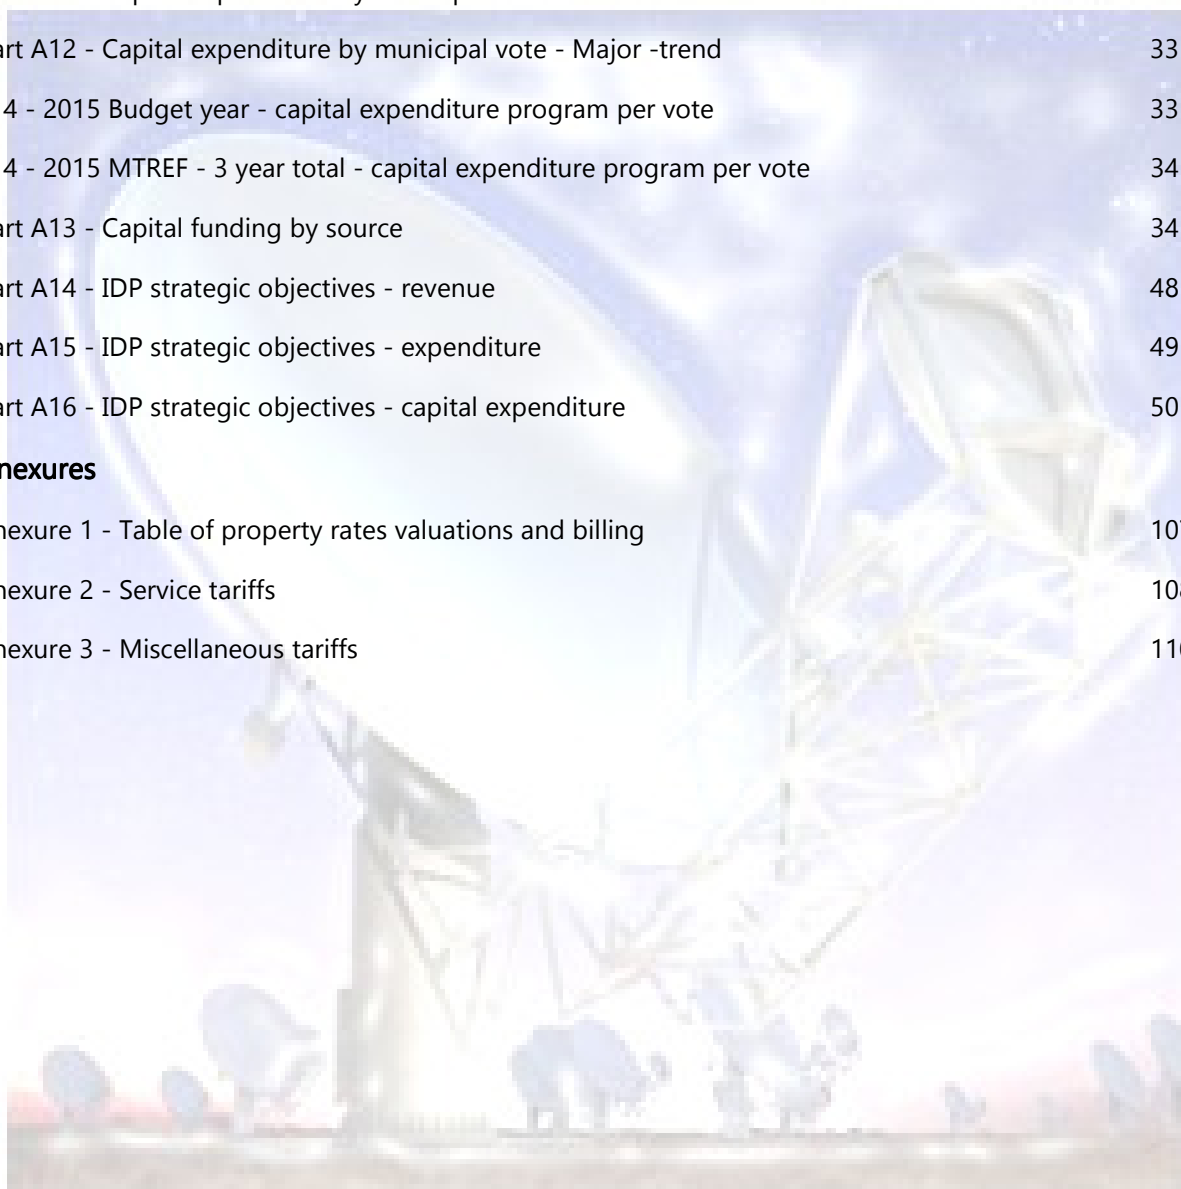 art A12 - Capital expenditure by municipal vote - Major -trend 33
4 - 2015 Budget year - capital expenditure program per vote 33
4 - 2015 MTREF - 3 year total - capital expenditure program per vote 34
art A13 - Capital funding by source 34
art A14 - IDP strategic objectives - revenue 48
art A15 - IDP strategic objectives - expenditure 49
art A16 - IDP strategic objectives - capital expenditure 50
nexures
nexure 1 - Table of property rates valuations and billing 107
nexure 2 - Service tariffs 108
nexure 3 - Miscellaneous tariffs 110